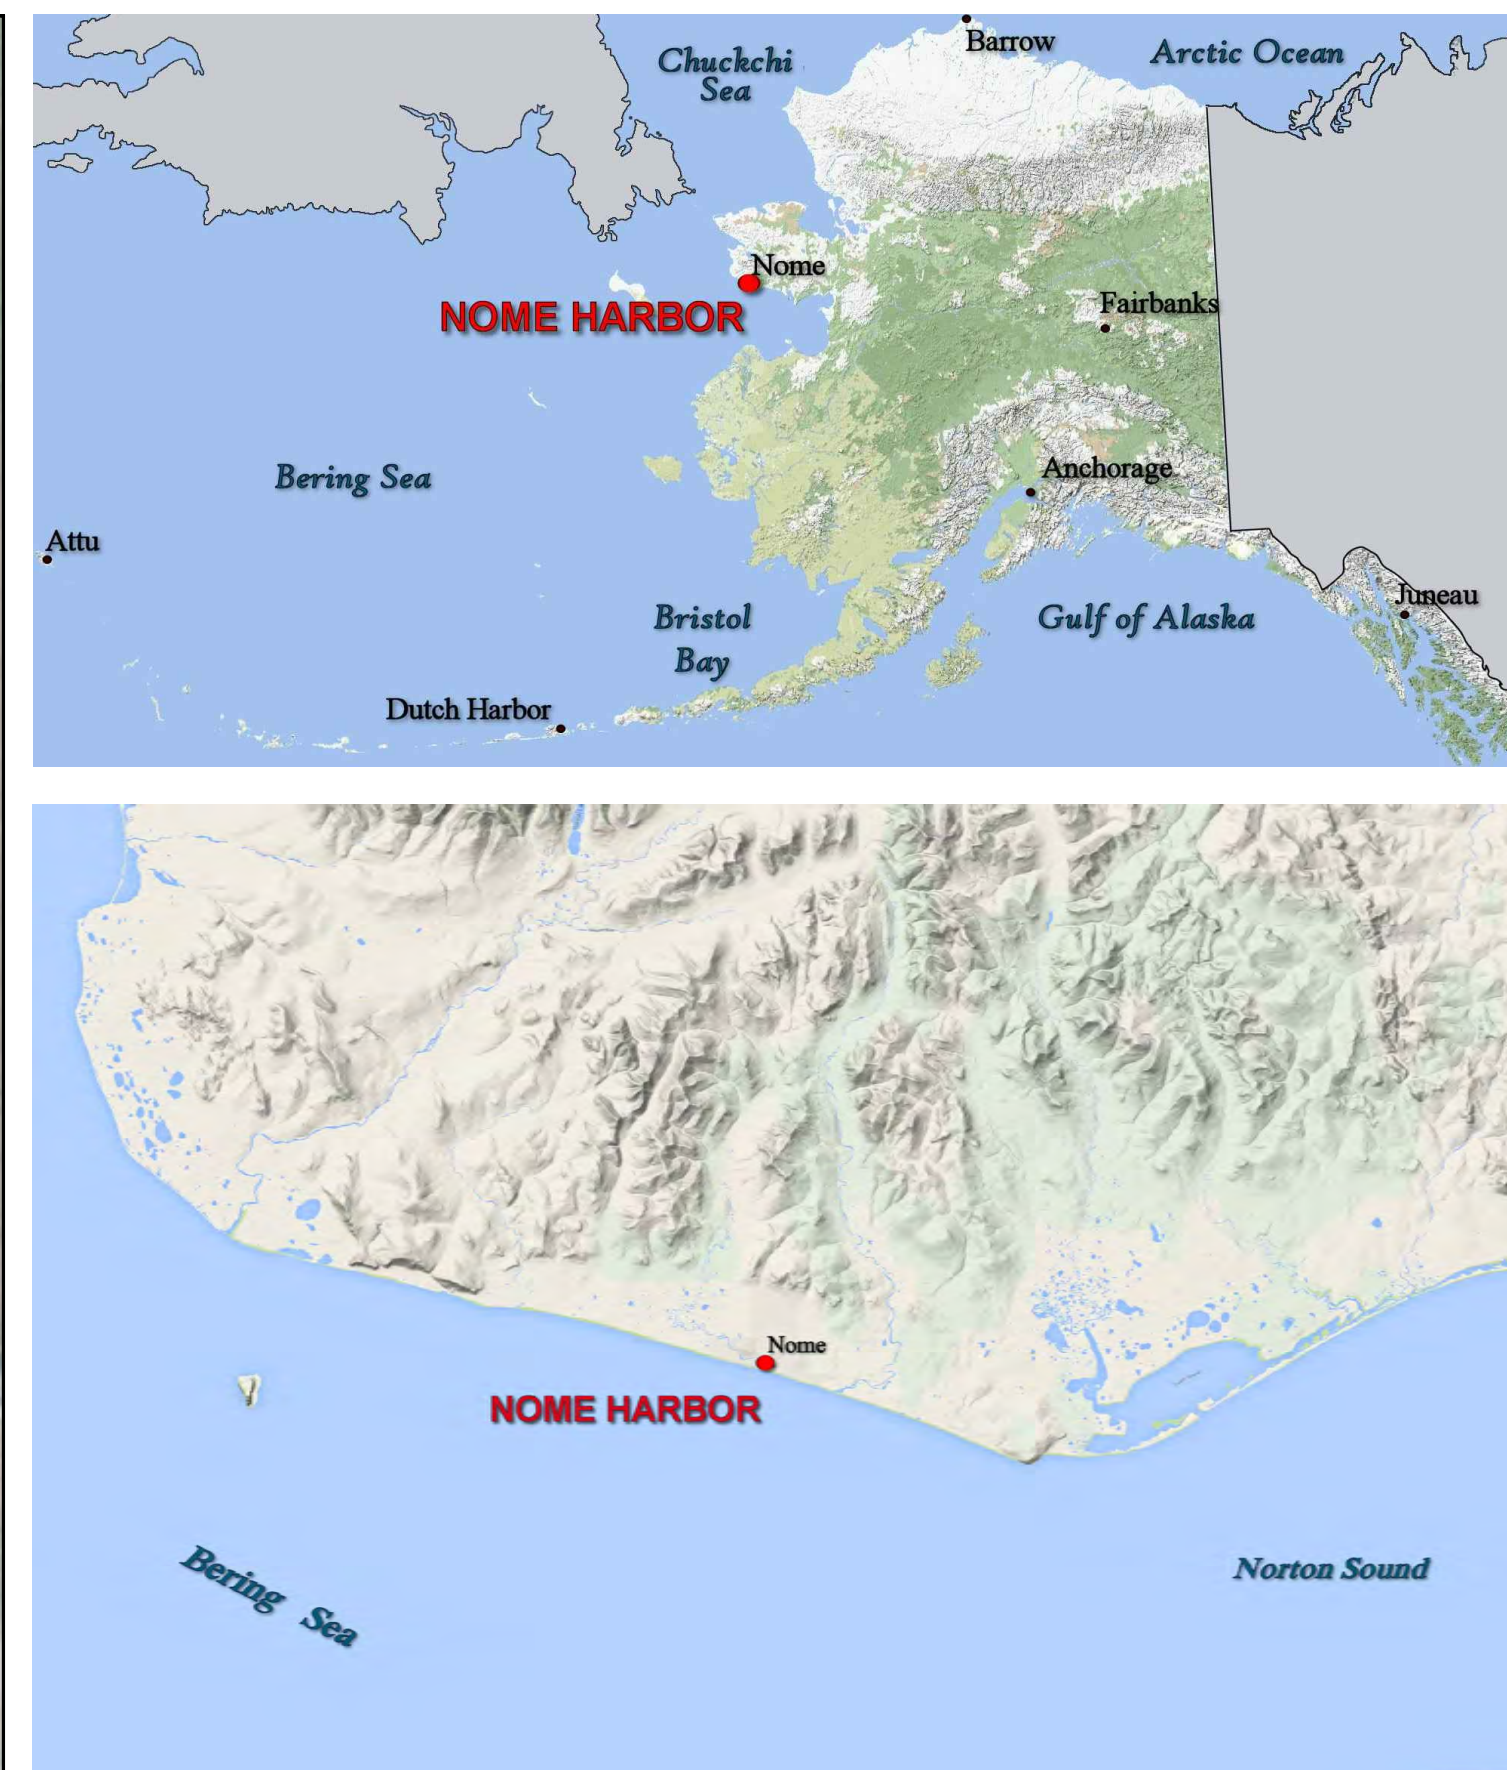 Chuckchi
Sea
Barrow
Arctic Ocean
Nome
NOME HARBOR
Fairbanks
Bering Sea
Anchorage
Attu
Bristol
Bay
Gulf of Alaska
Juneau
Dutch Harbor
Nome
NOME HARBOR
Bering Sea
Norton Sound